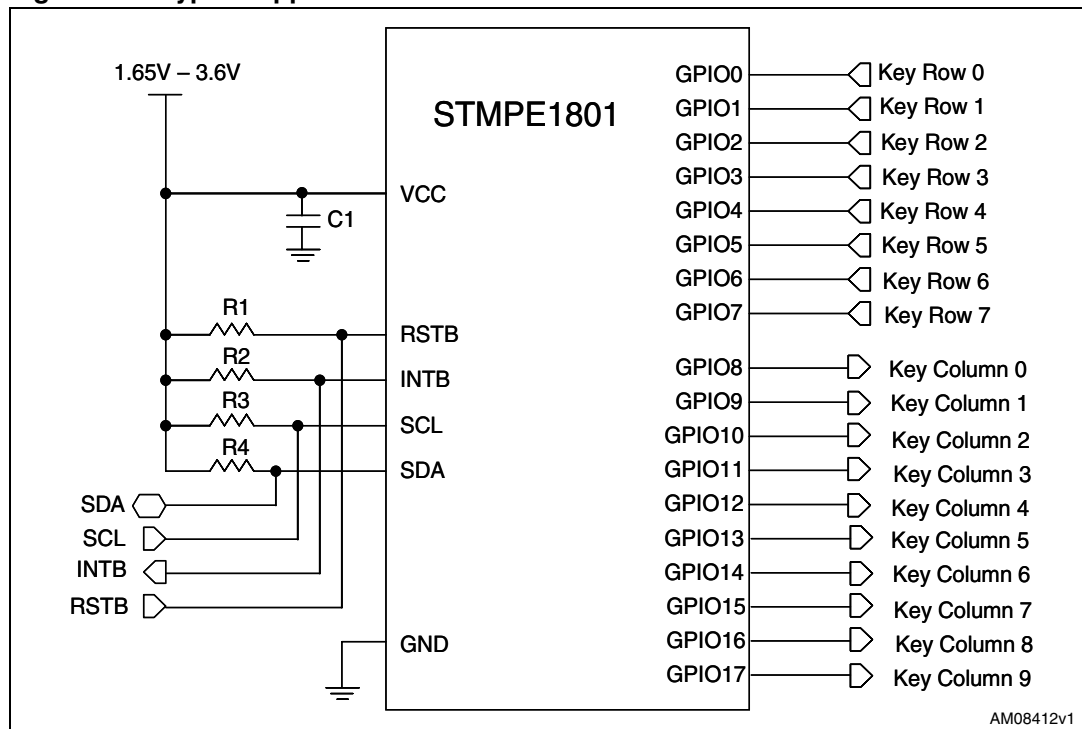 1.65V – 3.6V
STMPE1801
VCC
C1
R1
RSTB
R2
INTB
R3
SCL
R4
SDA
SDA
SCL
INTB
RSTB
GND
GPIO0 Key Row 0
GPIO1 Key Row 1
GPIO2 Key Row 2
GPIO3 Key Row 3
GPIO4 Key Row 4
GPIO5 Key Row 5
GPIO6 Key Row 6
GPIO7 Key Row 7
GPIO8 Key Column 0
GPIO9 Key Column 1
GPIO10 Key Column 2
GPIO11 Key Column 3
GPIO12 Key Column 4
GPIO13 Key Column 5
GPIO14 Key Column 6
GPIO15 Key Column 7
GPIO16 Key Column 8
GPIO17 Key Column 9
AM08412v1